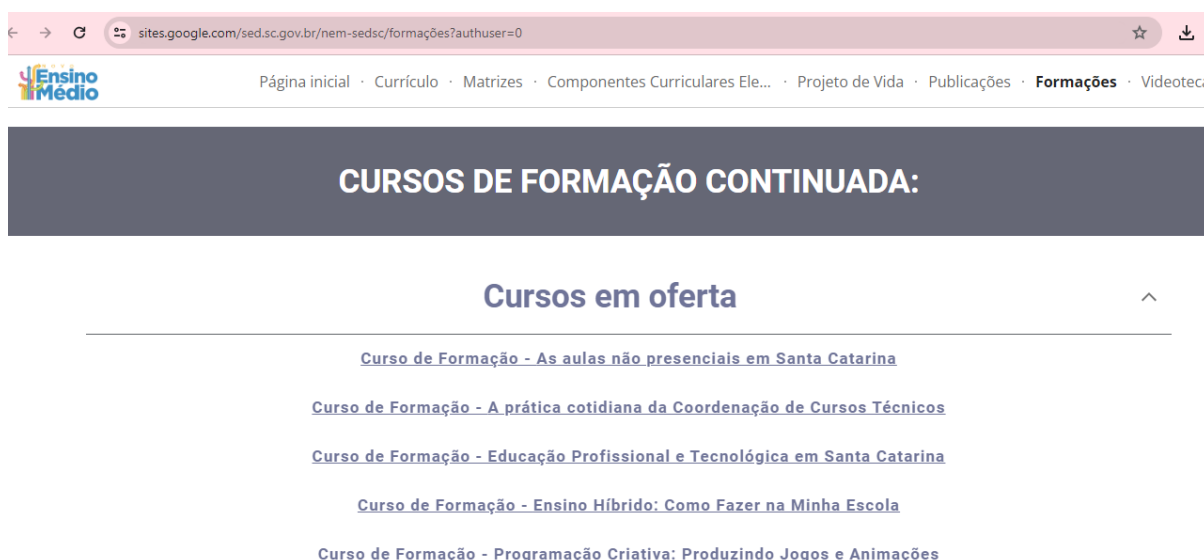 sites.google.com/sed.sc.gov.br/nem-sedsc/formações?authuser=0
Ensino Médio
Página inicial · Currículo · Matrizes · Componentes Curriculares Ele... · Projeto de Vida · Publicações · Formações · Videoteca
CURSOS DE FORMAÇÃO CONTINUADA:
Cursos em oferta
Curso de Formação - As aulas não presenciais em Santa Catarina
Curso de Formação - A prática cotidiana da Coordenação de Cursos Técnicos
Curso de Formação - Educação Profissional e Tecnológica em Santa Catarina
Curso de Formação - Ensino Híbrido: Como Fazer na Minha Escola
Curso de Formação - Programação Criativa: Produzindo Jogos e Animações